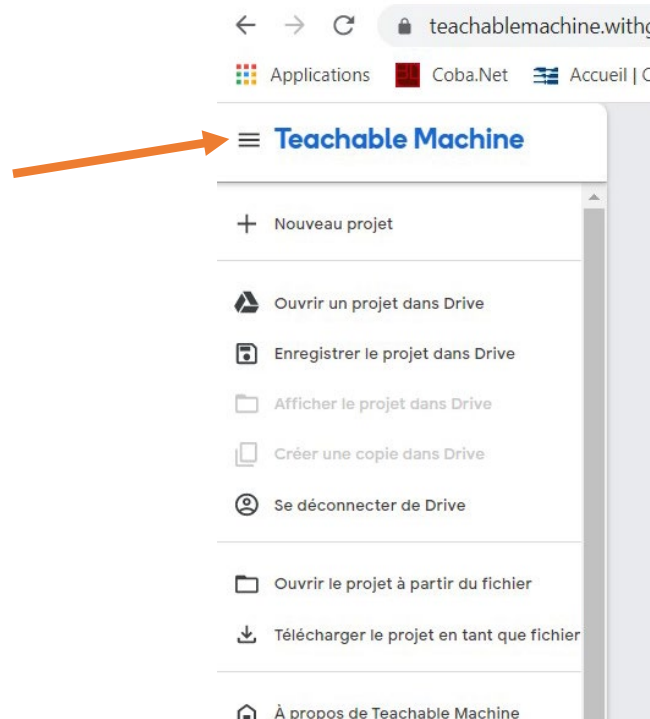 teachablemachine.withg
Applications Coba.Net Accueil | C
Teachable Machine
Nouveau projet
Ouvrir un projet dans Drive
Enregistrer le projet dans Drive
Afficher le projet dans Drive
Créer une copie dans Drive
Se déconnecter de Drive
Ouvrir le projet à partir du fichier
Télécharger le projet en tant que fichier
À propos de Teachable Machine